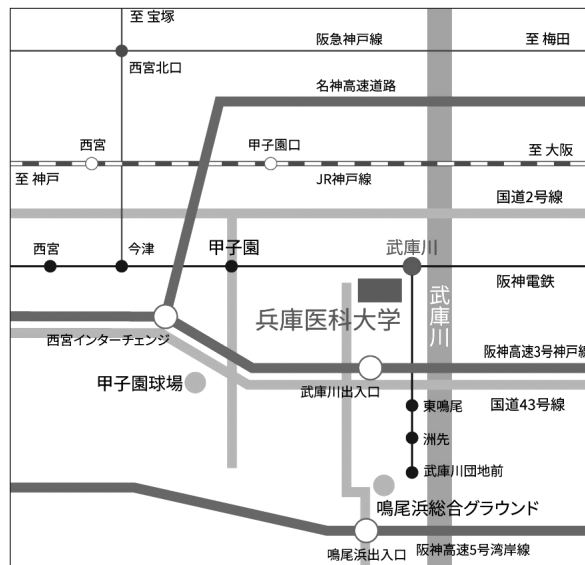 至 宝塚
阪急神戸線
至 梅田
西宮北口
名神高速道路
西宮
甲子園口
至 大阪
至 神戸
JR神戸線
国道2号線
西宮
今津
甲子園
武庫川
阪神電鉄
武庫川
兵庫医科大学
西宮インターチェンジ
阪神高速3号神戸線
甲子園球場
武庫川出入口
国道43号線
東鳴尾
洲先
武庫川団地前
鳴尾浜総合グラウンド
鳴尾浜出入口
阪神高速5号湾岸線